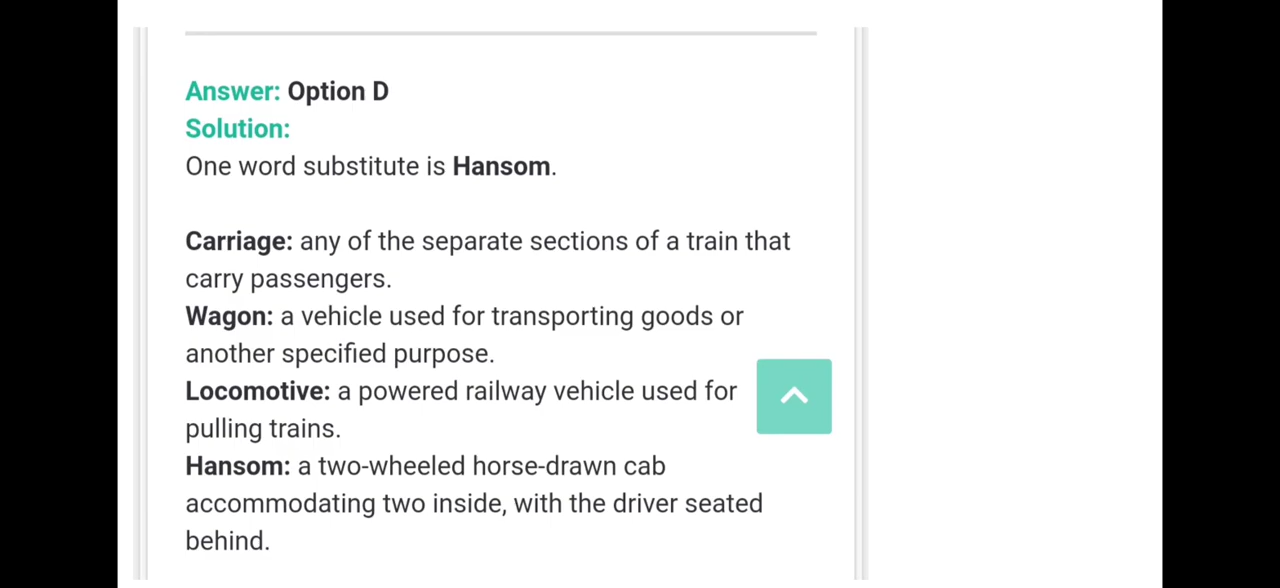 Answer: Option D
Solution:
One word substitute is Hansom.
Carriage: any of the separate sections of a train that
carry passengers.
Wagon: a vehicle used for transporting goods or
another specified purpose.
Locomotive: a powered railway vehicle used for
pulling trains.
Hansom: a two-wheeled horse-drawn cab
accommodating two inside, with the driver seated
behind.